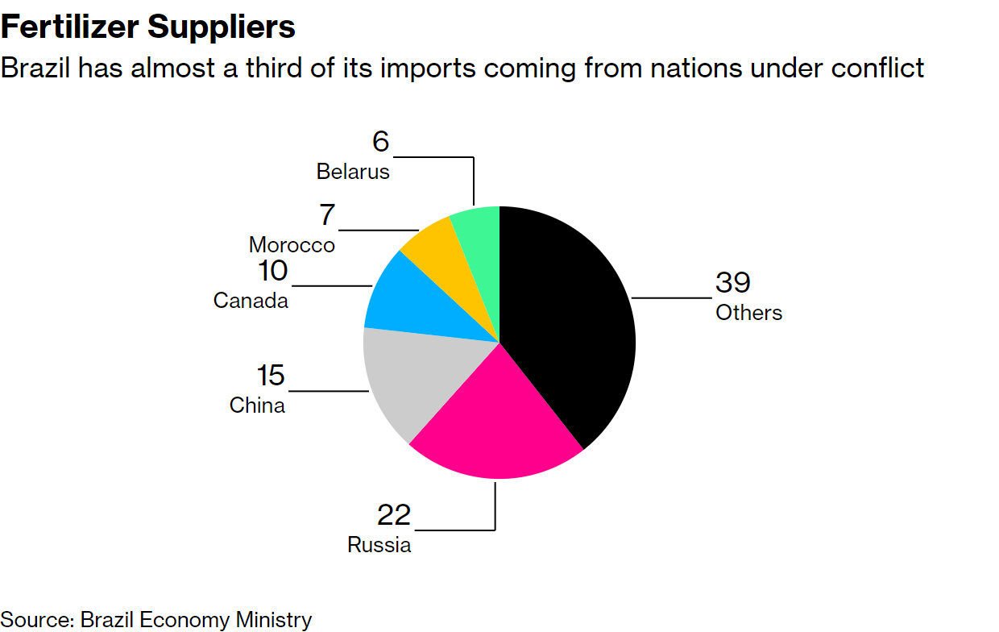 Fertilizer Suppliers
Brazil has almost a third of its imports coming from nations under conflict
6
Belarus
7
Morocco
10
Canada
39
Others
15
China
22
Russia
Source: Brazil Economy Ministry